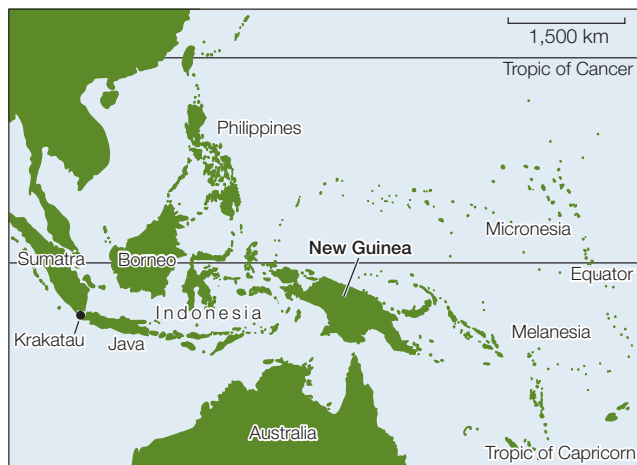 1,500 km
Tropic of Cancer
Philippines
Micronesia
New Guinea
Sumatra
Borneo
Equator
Indonesia
Krakatau
Java
Melanesia
Australia
Tropic of Capricorn